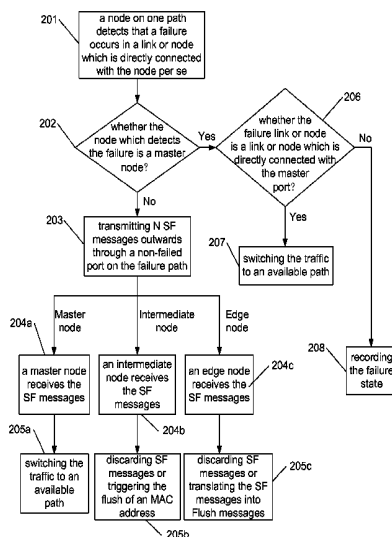 201
a node on one path
detects that a failure
occurs in a link or node
which is directly connected
with the node per se
206
202
whether the
node which detects
the failure is a master
node?
Yes
whether the
failure link or node
is a link or node which is
directly connected with
the master
port?
No
No
Yes
203
transmitting N SF
messages outwards
through a non-failed
port on the failure path
207
switching the traffic
to an available path
Master
node
Intermediate
node
Edge
node
204a
a master node
receives the
SF messages
an intermediate
node receives
the SF
messages
204b
an edge node
receives the SF
messages
204c
208
recording
the failure
state
205a
switching the
traffic to an
available
path
discarding SF
messages or
triggering the
flush of an MAC
address
205b
discarding SF
messages or
translating the SF
messages into
Flush messages
205c